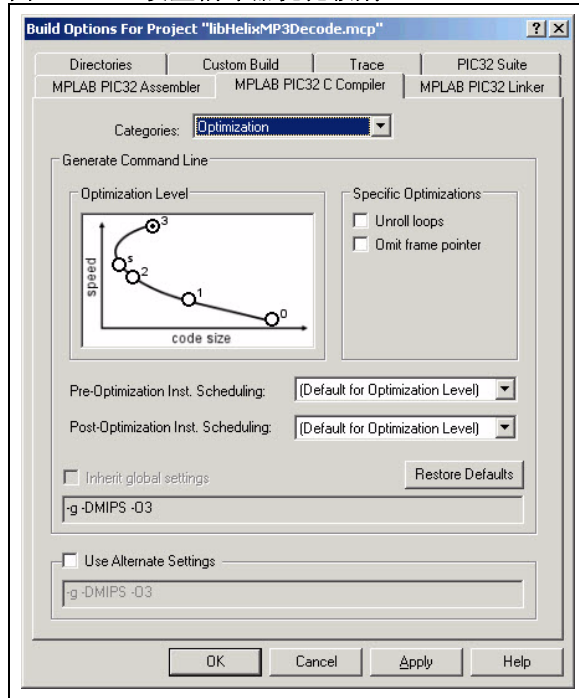 Build Options For Project "libHelixMP3Decode.mcp"
Directories
Custom Build
Trace
PIC32 Suite
MPLAB PIC32 Assembler
MPLAB PIC32 C Compiler
MPLAB PIC32 Linker
Categories:
Optimization
Generate Command Line
Optimization Level
Specific Optimizations
speed
3
s
2
1
0
code size
Unroll loops
Omit frame pointer
Pre-Optimization Inst. Scheduling:
(Default for Optimization Level)
Post-Optimization Inst. Scheduling:
(Default for Optimization Level)
Inherit global settings
Restore Defaults
-g -DMIPS -O3
Use Alternate Settings
-g -DMIPS -O3
OK
Cancel
Apply
Help